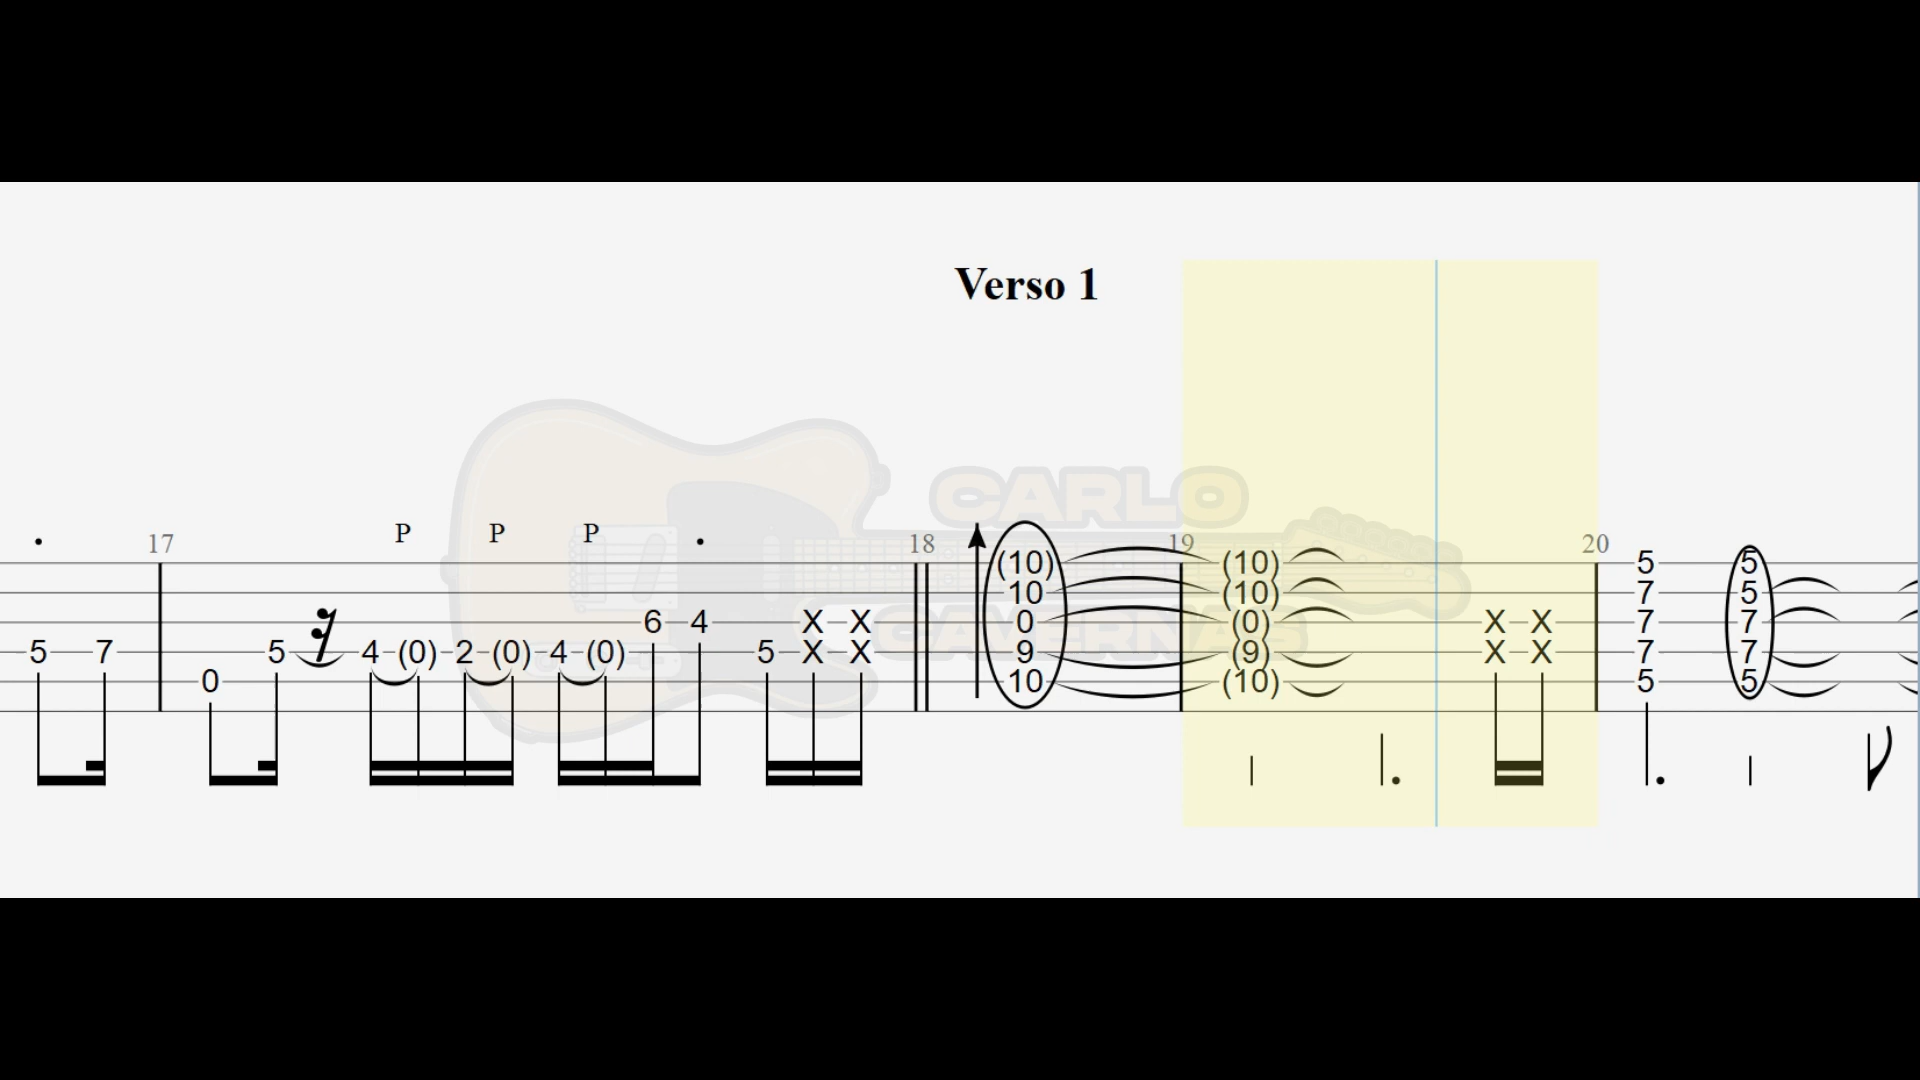 Verso 1
CARLO
P P P
17 18 19 20
(10) (10) 5 5
10 (10) 7 5
6 4 X X 0 (0) X X 7 7
5 7 5 4 (0) 2 (0) 4 (0) 5 X X 9 (9) X X 7 7
0 10 (10) 5 5
CAVERNAS